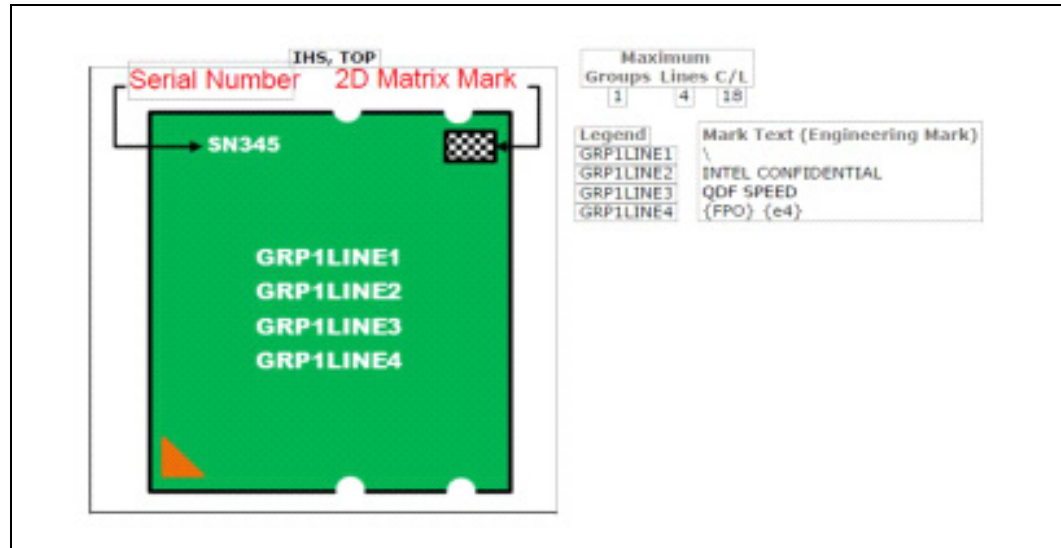 IHS, TOP
Serial Number 2D Matrix Mark
SN345
GRP1LINE1
GRP1LINE2
GRP1LINE3
GRP1LINE4
Maximum
Groups Lines C/L
1 4 18
Legend Mark Text (Engineering Mark)
GRP1LINE1 \
GRP1LINE2 INTEL CONFIDENTIAL
GRP1LINE3 QDF SPEED
GRP1LINE4 {FPO} {e4}